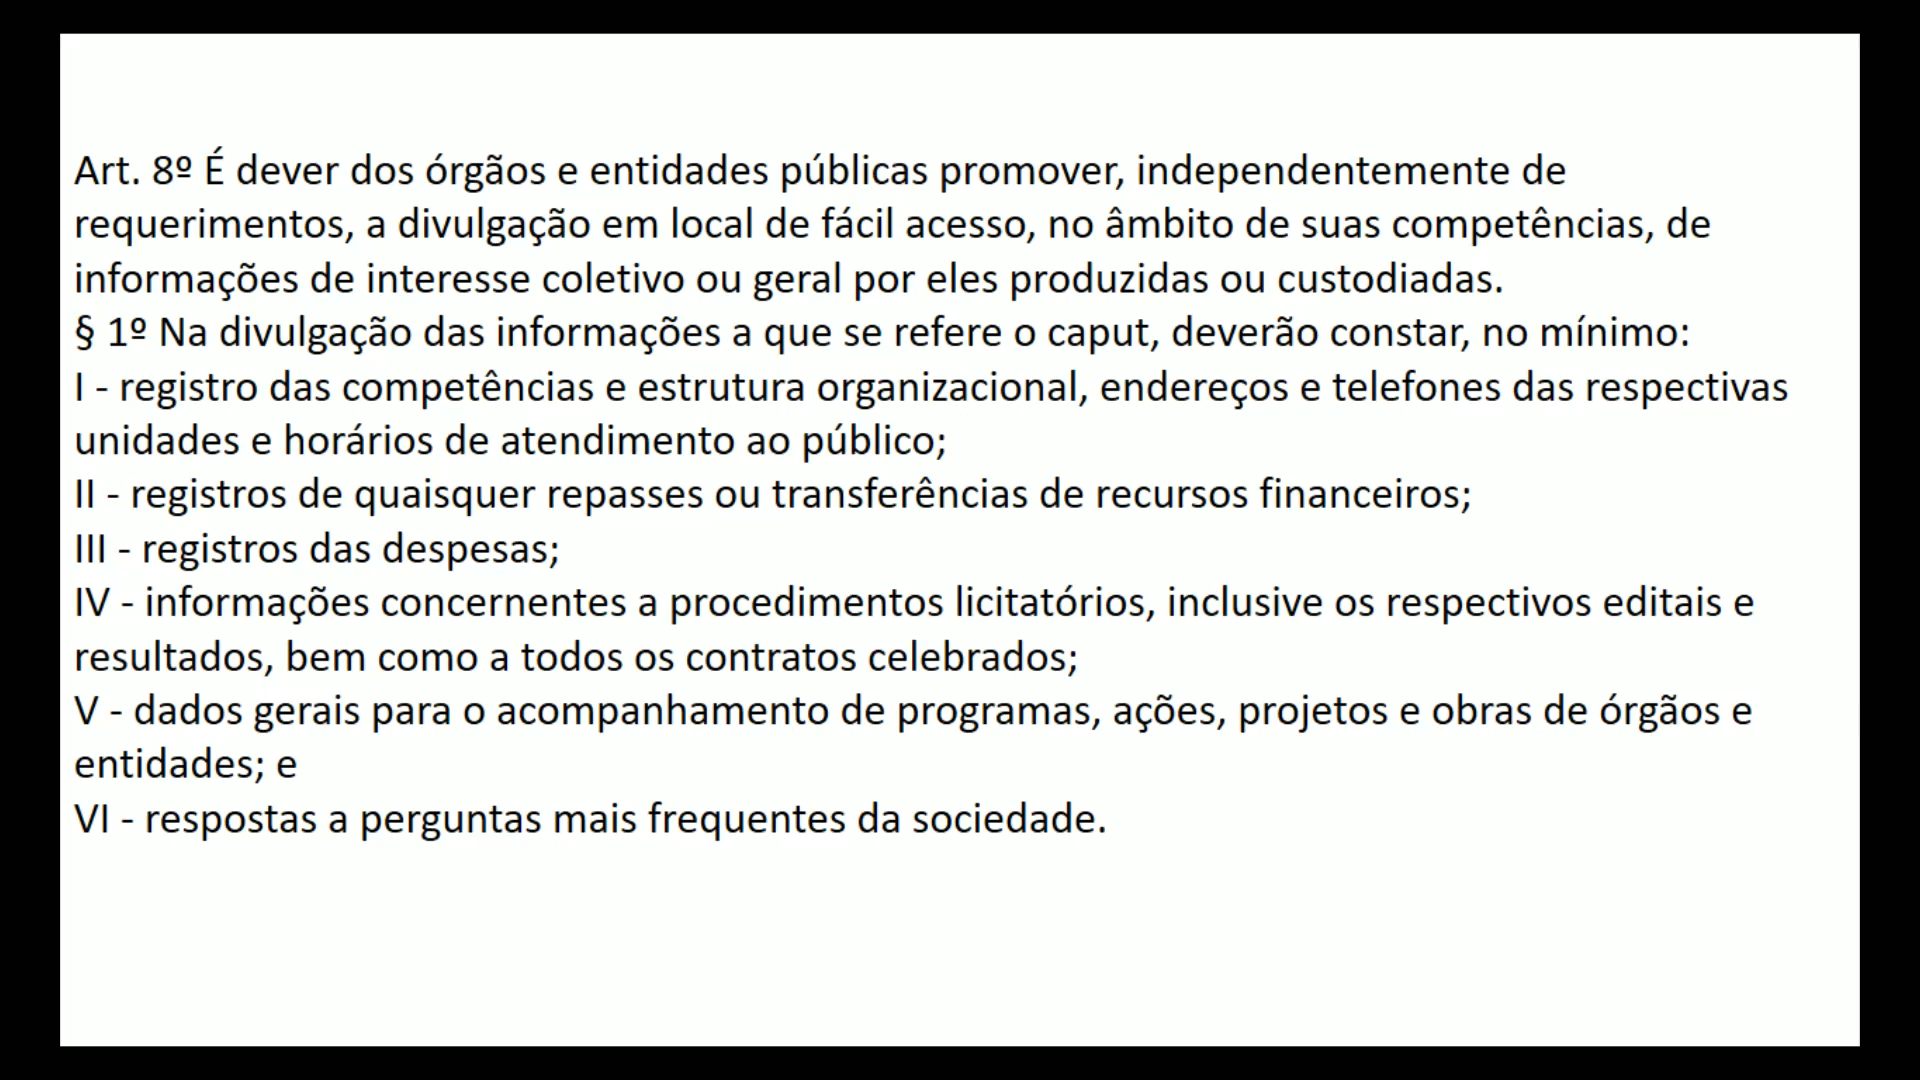 Art. 8º É dever dos órgãos e entidades públicas promover, independentemente de
requerimentos, a divulgação em local de fácil acesso, no âmbito de suas competências, de
informações de interesse coletivo ou geral por eles produzidas ou custodiadas.
§ 1º Na divulgação das informações a que se refere o caput, deverão constar, no mínimo:
I - registro das competências e estrutura organizacional, endereços e telefones das respectivas
unidades e horários de atendimento ao público;
II - registros de quaisquer repasses ou transferências de recursos financeiros;
III - registros das despesas;
IV - informações concernentes a procedimentos licitatórios, inclusive os respectivos editais e
resultados, bem como a todos os contratos celebrados;
V - dados gerais para o acompanhamento de programas, ações, projetos e obras de órgãos e
entidades; e
VI - respostas a perguntas mais frequentes da sociedade.